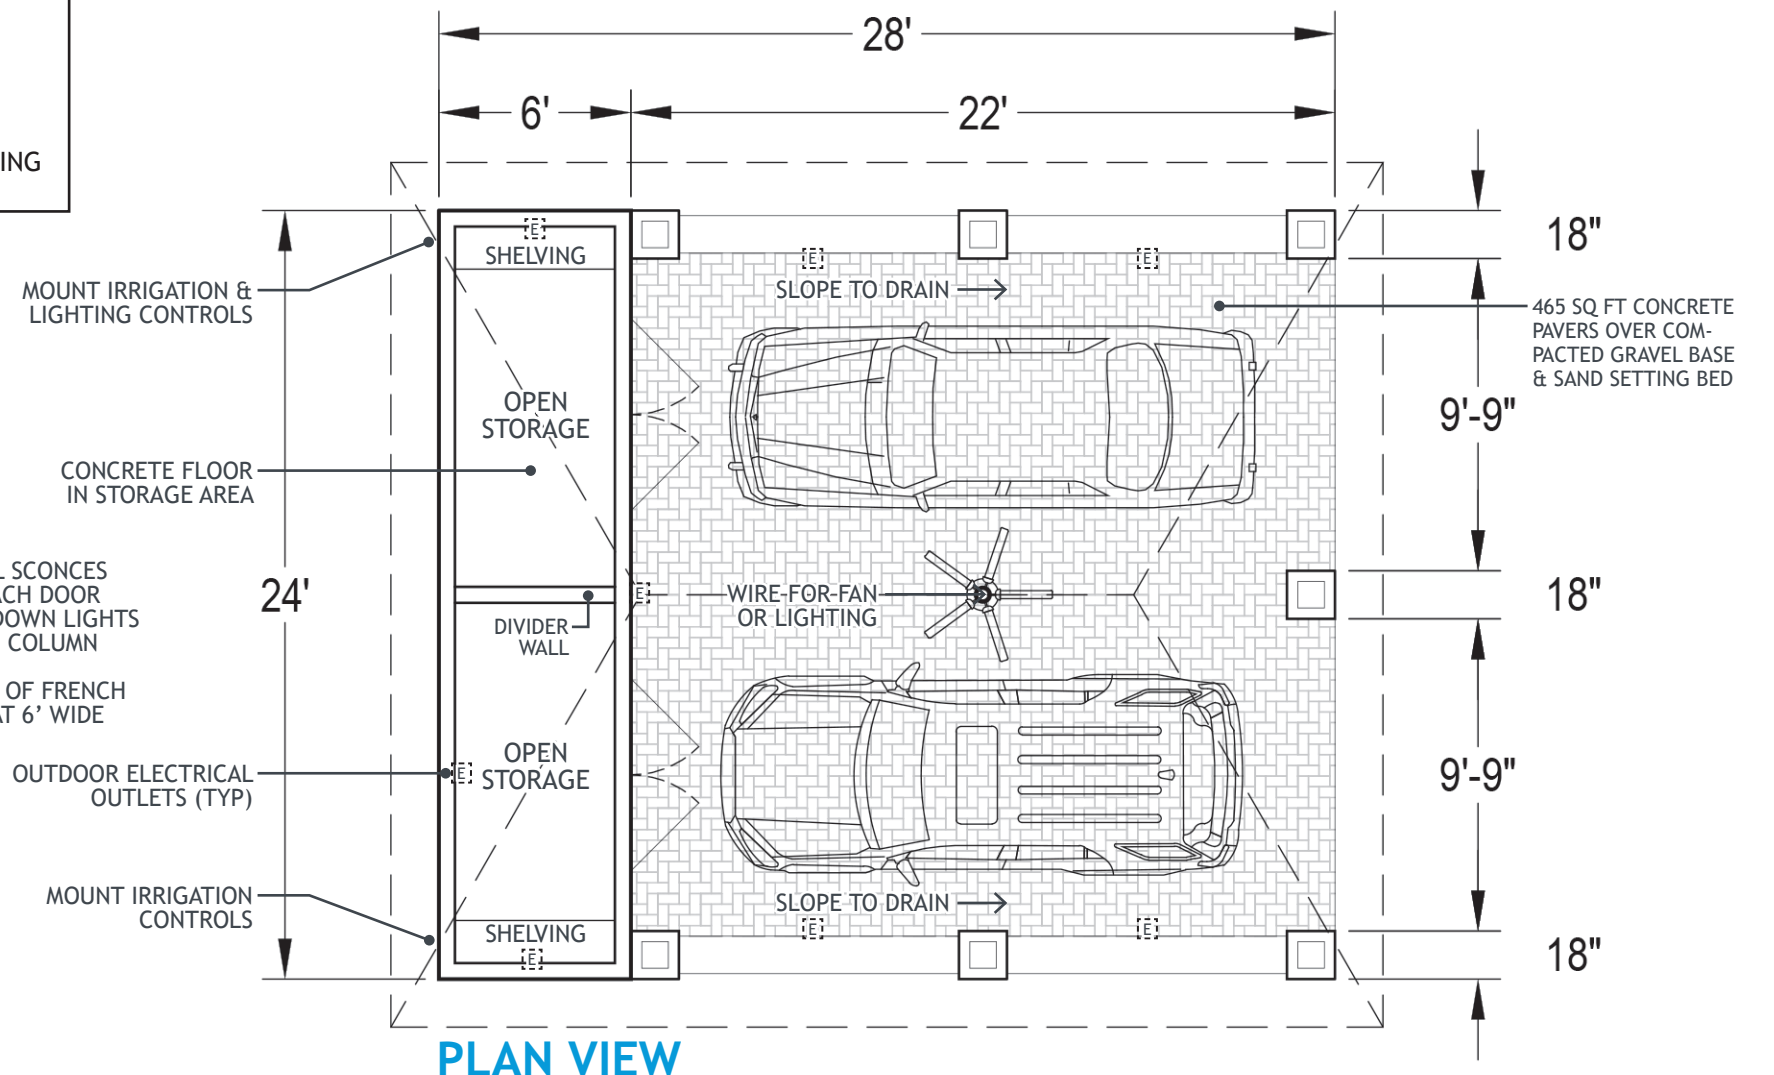 28'
6'
22'
ING
18"
E
SHELVING
E
E
SLOPE TO DRAIN
MOUNT IRRIGATION &
LIGHTING CONTROLS
465 SQ FT CONCRETE
PAVERS OVER COM-
PACTED GRAVEL BASE
& SAND SETTING BED
OPEN
STORAGE
9'-9"
CONCRETE FLOOR
IN STORAGE AREA
L SCONCES
ACH DOOR
DOWN LIGHTS
COLUMN
24'
E
WIRE FOR FAN
OR LIGHTING
18"
DIVIDER
WALL
OF FRENCH
AT 6' WIDE
OUTDOOR ELECTRICAL
OUTLETS (TYP)
E
OPEN
STORAGE
9'-9"
MOUNT IRRIGATION
CONTROLS
SLOPE TO DRAIN
E
E
SHELVING
E
18"
PLAN VIEW